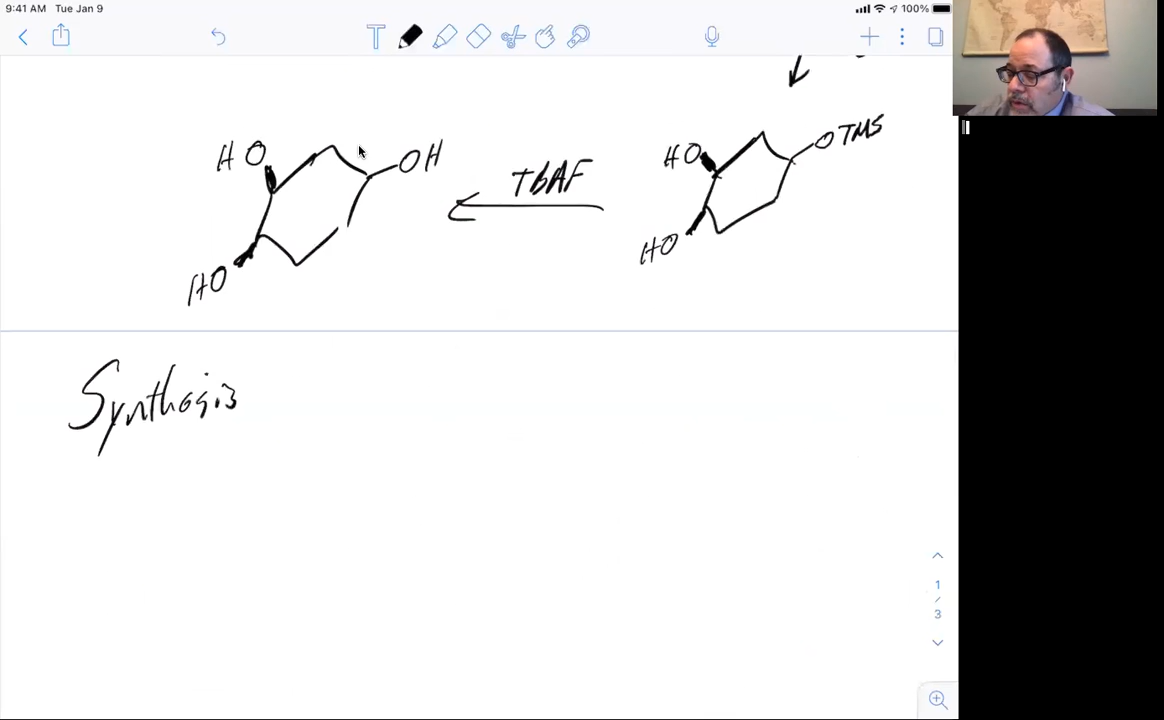 9:41 AM Tue Jan 9
100%
T
HO
OH
TbAF
HO
OTMS
HO
HO
Synthesis
1
/
3